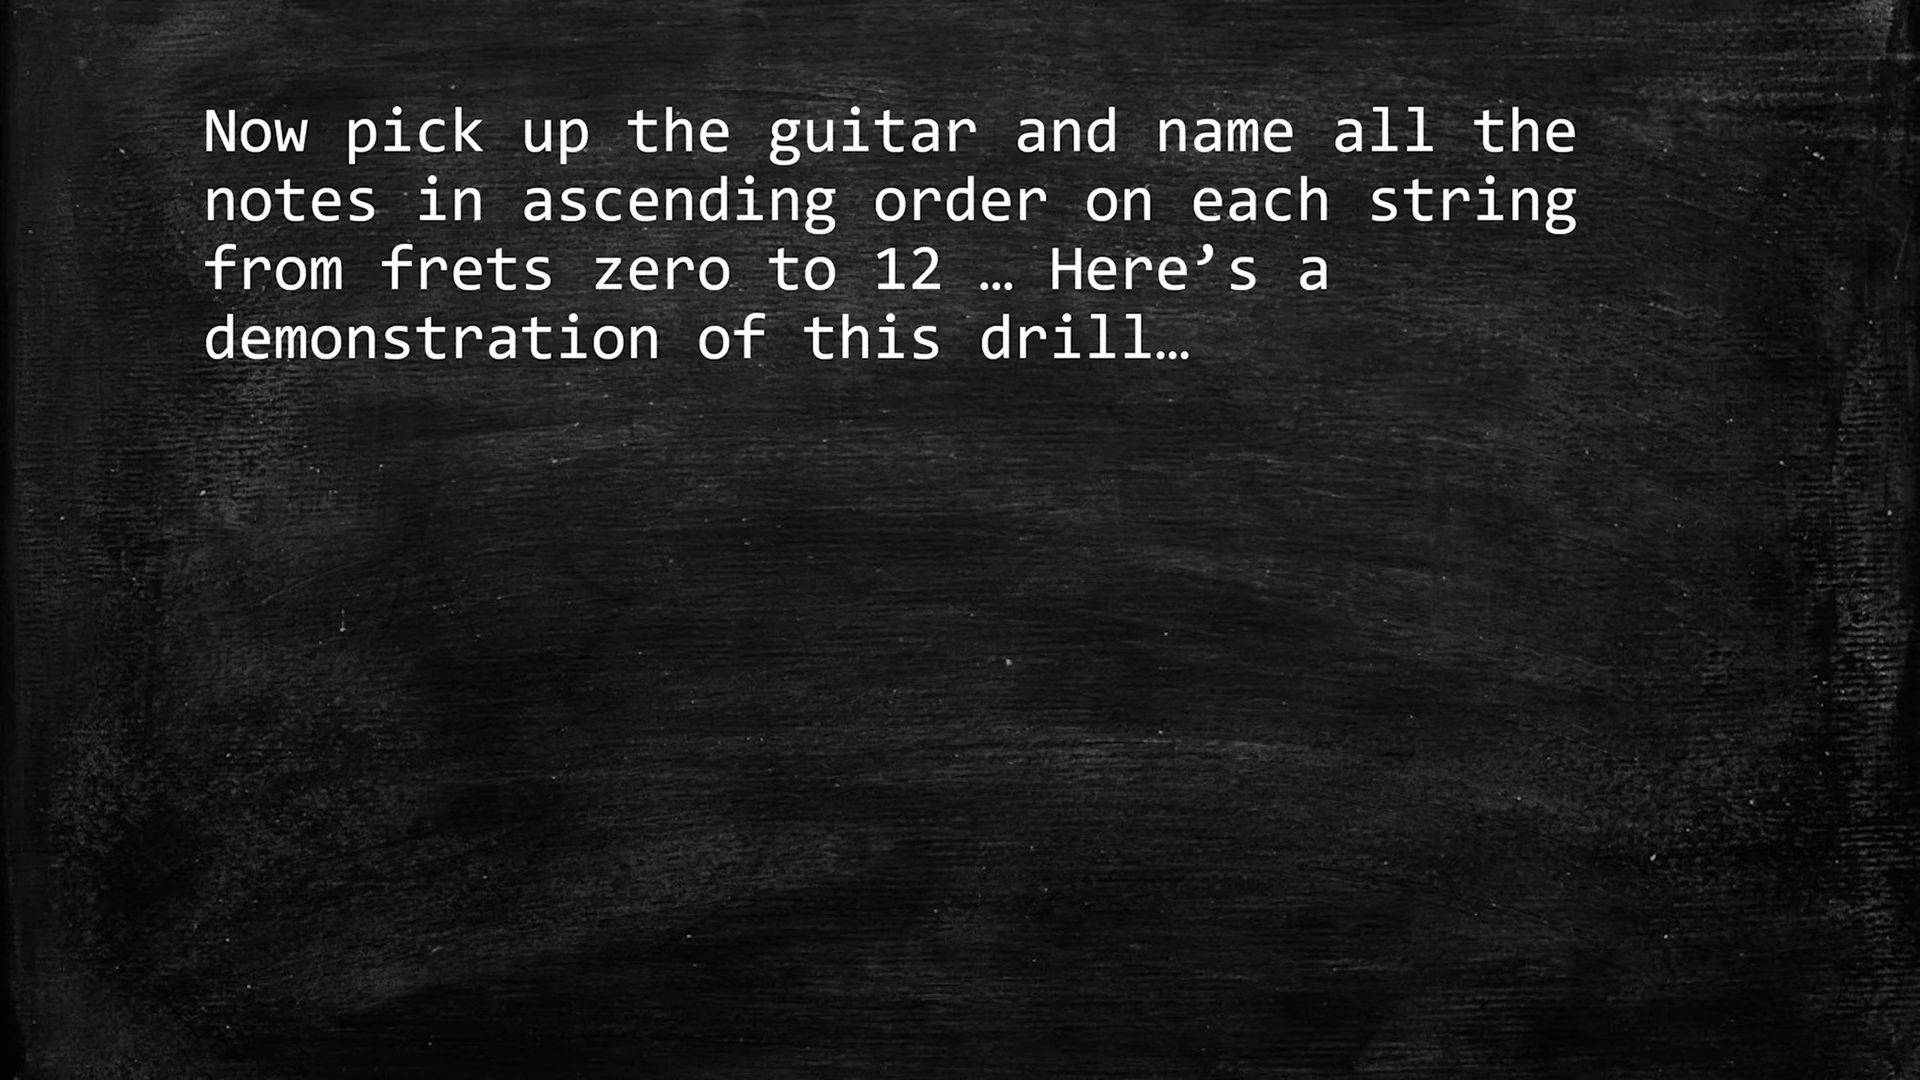 Now pick up the guitar and name all the
notes in ascending order on each string
from frets zero to 12 … Here’s a
demonstration of this drill…